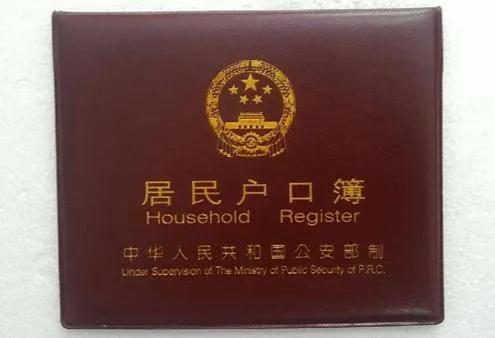 居民户口簿
Household Register
中华人民共和国公安部制
Under Supervision of The Ministry of Public Security of P.R.C.